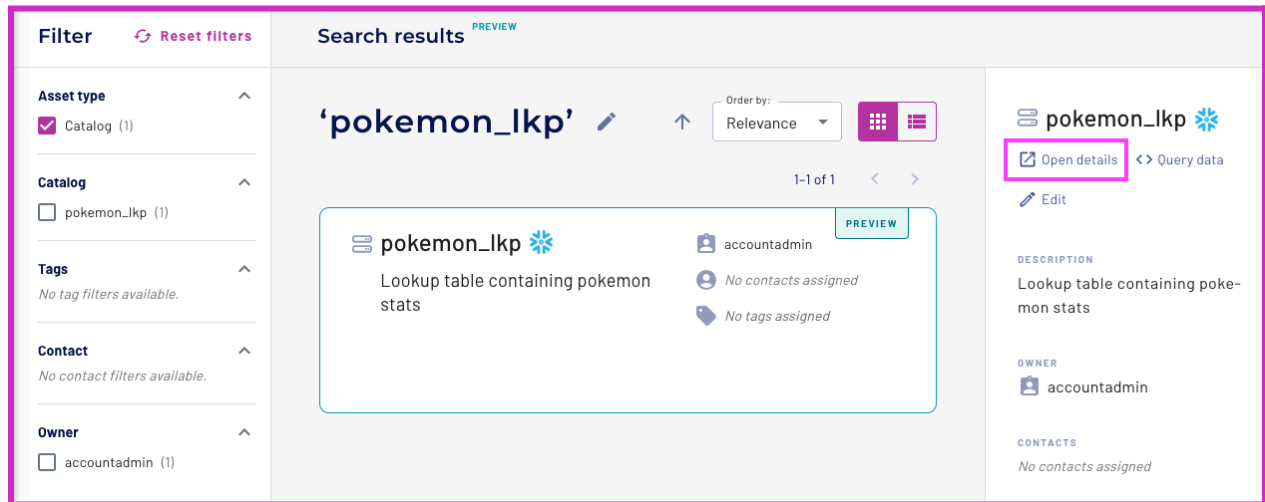 Filter
Reset filters
Asset type
Catalog (1)
Catalog
pokemon_lkp (1)
Tags
No tag filters available.
Contact
No contact filters available.
Owner
accountadmin (1)
Search results PREVIEW
‘pokemon_lkp’
Order by:
Relevance
1–1 of 1
PREVIEW
pokemon_lkp
Lookup table containing pokemon
stats
accountadmin
No contacts assigned
No tags assigned
pokemon_lkp
Open details
<> Query data
Edit
DESCRIPTION
Lookup table containing poke-
mon stats
OWNER
accountadmin
CONTACTS
No contacts assigned